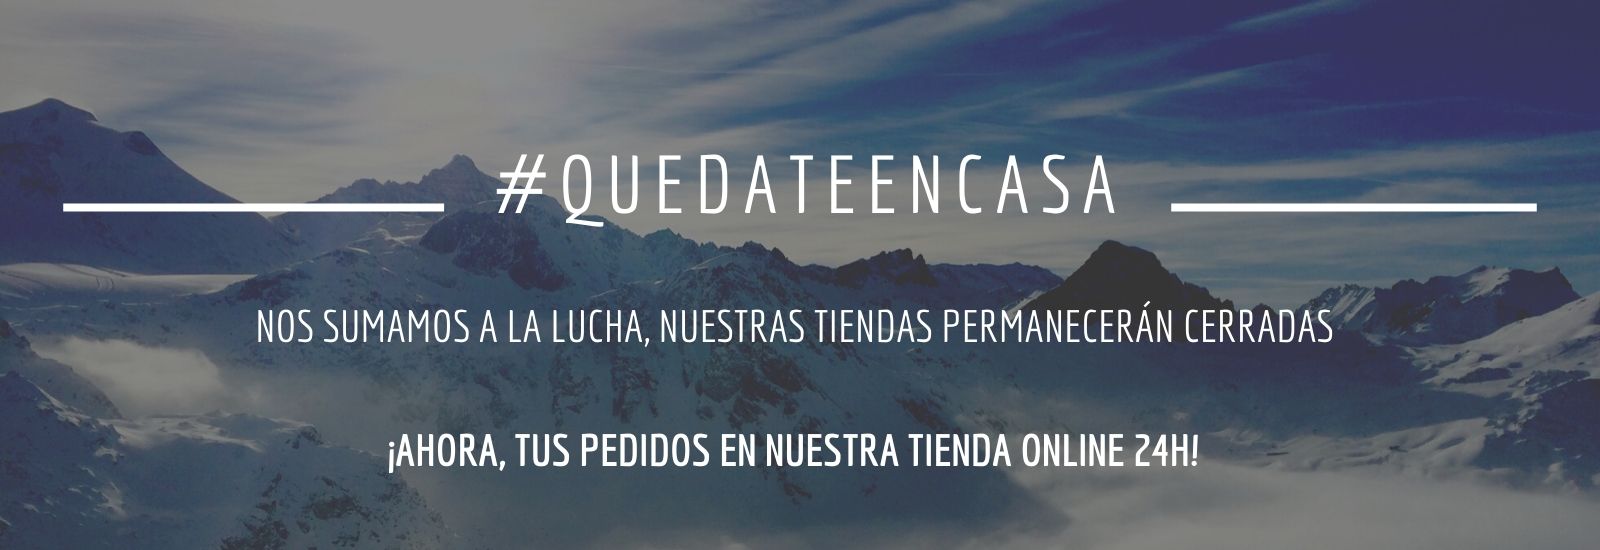 #QUEDATEENCASA
NOS SUMAMOS A LA LUCHA, NUESTRAS TIENDAS PERMANECERÁN CERRADAS
¡AHORA, TUS PEDIDOS EN NUESTRA TIENDA ONLINE 24H!